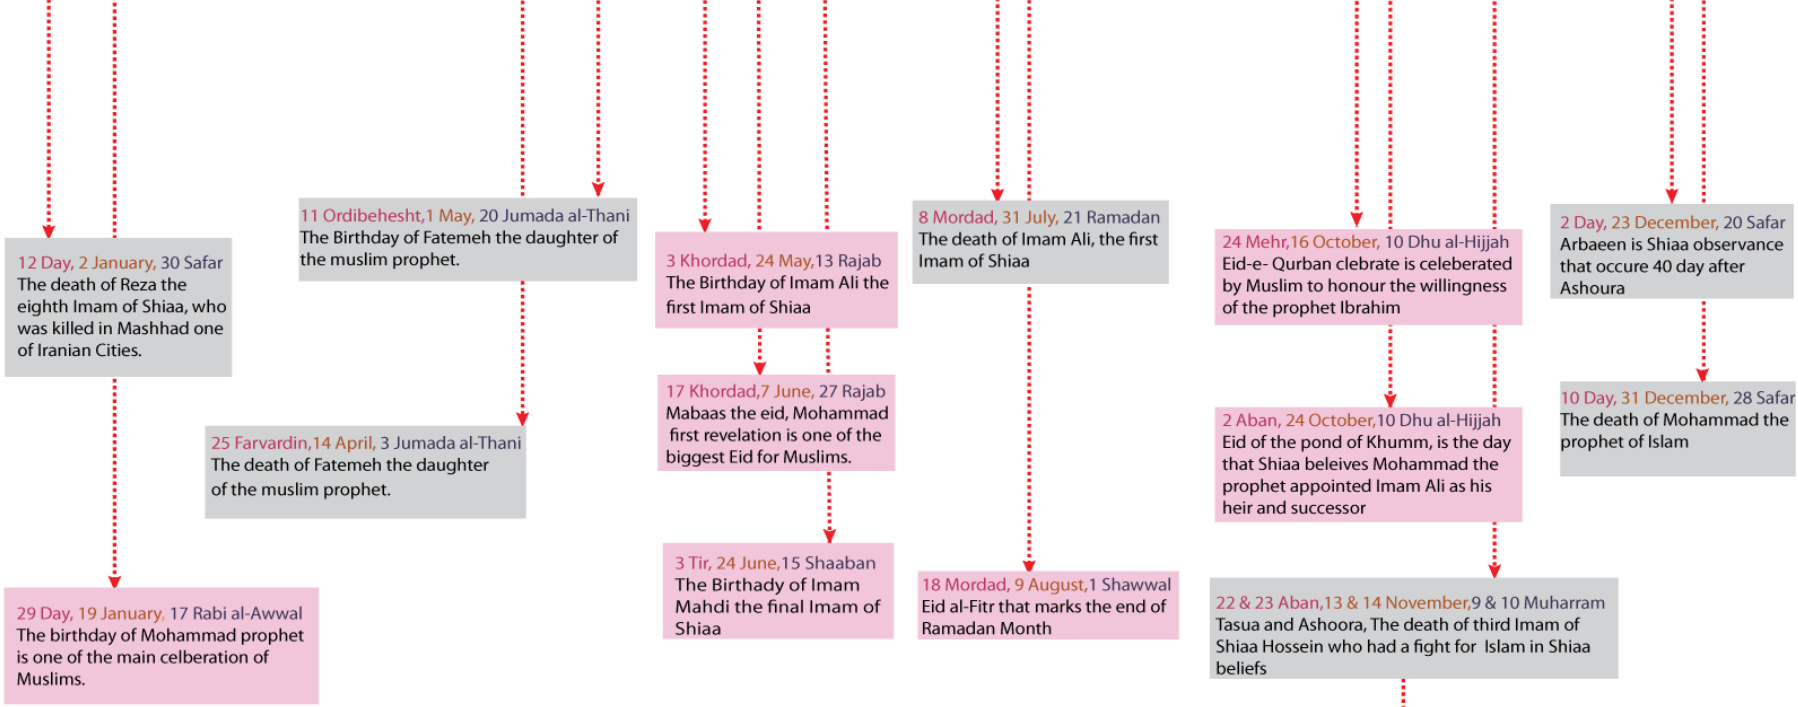 12 Day, 2 January, 30 Safar
The death of Reza the
eighth Imam of Shiaa, who
was killed in Mashhad one
of Iranian Cities.
29 Day, 19 January, 17 Rabi al-Awwal
The birthday of Mohammad prophet
is one of the main celberation of
Muslims.
11 Ordibehesht,1 May, 20 Jumada al-Thani
The Birthday of Fatemeh the daughter of
the muslim prophet.
25 Farvardin,14 April, 3 Jumada al-Thani
The death of Fatemeh the daughter
of the muslim prophet.
3 Khordad, 24 May,13 Rajab
The Birthday of Imam Ali the
first Imam of Shiaa
17 Khordad,7 June, 27 Rajab
Mabaas the eid, Mohammad
first revelation is one of the
biggest Eid for Muslims.
3 Tir, 24 June,15 Shaaban
The Birthady of Imam
Mahdi the final Imam of
Shiaa
8 Mordad, 31 July, 21 Ramadan
The death of Imam Ali, the first
Imam of Shiaa
18 Mordad, 9 August,1 Shawwal
Eid al-Fitr that marks the end of
Ramadan Month
24 Mehr,16 October, 10 Dhu al-Hijjah
Eid-e- Qurban clebrate is celeberated
by Muslim to honour the willingness
of the prophet Ibrahim
2 Aban, 24 October,10 Dhu al-Hijjah
Eid of the pond of Khumm, is the day
that Shiaa beleives Mohammad the
prophet appointed Imam Ali as his
heir and successor
22 & 23 Aban,13 & 14 November,9 & 10 Muharram
Tasua and Ashoora, The death of third Imam of
Shiaa Hossein who had a fight for Islam in Shiaa
beliefs
2 Day, 23 December, 20 Safar
Arbaeen is Shiaa observance
that occure 40 day after
Ashoura
10 Day, 31 December, 28 Safar
The death of Mohammad the
prophet of Islam